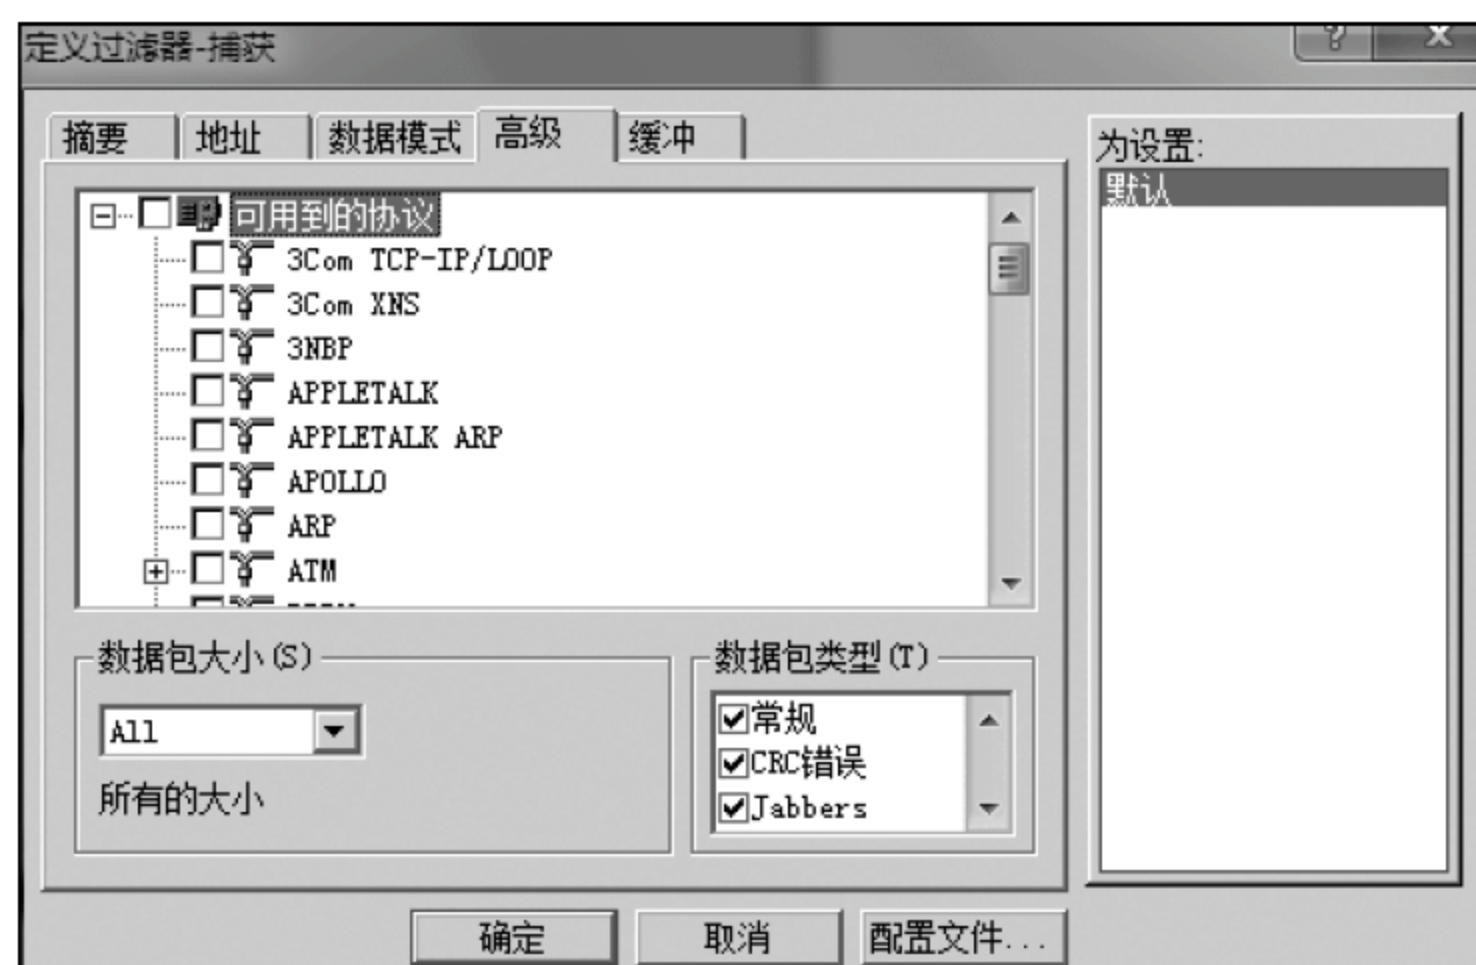 定义过滤器-捕获
摘要 地址 数据模式 高级 缓冲
可用到的协议
3Com TCP-IP/LOOP
3Com XNS
3NBP
APPLETALK
APPLETALK ARP
APOLLO
ARP
ATM
数据包大小(S)
All
所有的大小
数据包类型(T)
常规
CRC错误
Jabbers
为设置:
默认
确定 取消 配置文件...